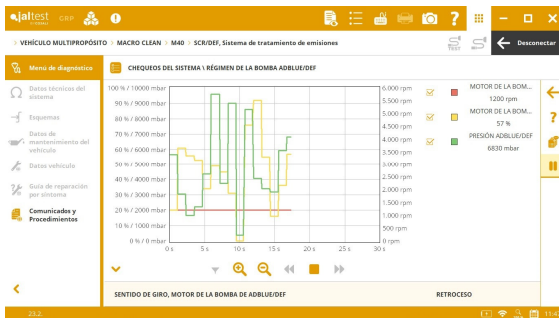 jaltest GRP
> VEHÍCULO MULTIPROPÓSITO > MACRO CLEAN > M40 > SCR/DEF, Sistema de tratamiento de emisiones
TEST
Desconectar
Menú de diagnóstico
Datos técnicos del sistema
Esquemas
Datos de mantenimiento del vehículo
Datos vehículo
Guía de reparación por síntoma
Comunicados y Procedimientos
CHEQUEOS DEL SISTEMA \ RÉGIMEN DE LA BOMBA ADBLUE/DEF
100 % / 10000 mbar
90 % / 9000 mbar
80 % / 8000 mbar
70 % / 7000 mbar
60 % / 6000 mbar
50 % / 5000 mbar
40 % / 4000 mbar
30 % / 3000 mbar
20 % / 2000 mbar
10 % / 1000 mbar
0 % / 0 mbar
0 s 5 s 10 s 15 s 20 s 25 s 30 s
6.000 rpm
5.500 rpm
5.000 rpm
4.500 rpm
4.000 rpm
3.500 rpm
3.000 rpm
2.500 rpm
2.000 rpm
1.500 rpm
1.000 rpm
500 rpm
0 rpm
MOTOR DE LA BOM...
1200 rpm
MOTOR DE LA BOM...
57 %
PRESIÓN ADBLUE/DEF
6830 mbar
SENTIDO DE GIRO, MOTOR DE LA BOMBA DE ADBLUE/DEF RETROCESO
23.2.